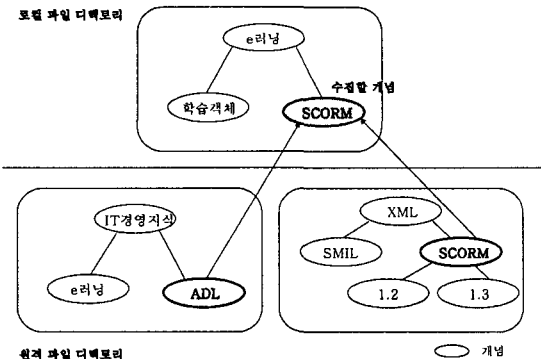 로컬 파일 디렉토리
e러닝
수집할 개념
학습객체
SCORM
IT경영지식
XML
SMIL
SCORM
e러닝
ADL
1.2
1.3
원격 파일 디렉토리
개념